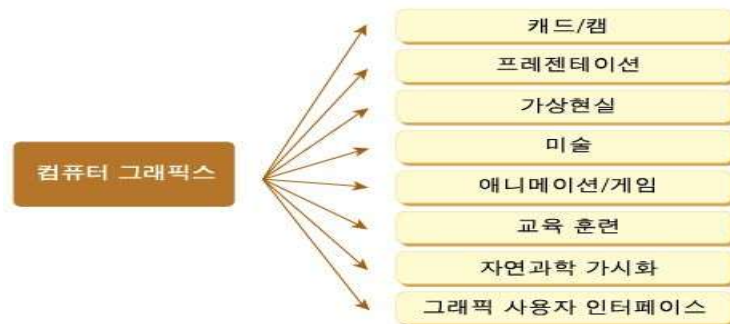 컴퓨터 그래픽스
캐드/캠
프레젠테이션
가상현실
미술
애니메이션/게임
교육 훈련
자연과학 가시화
그래픽 사용자 인터페이스